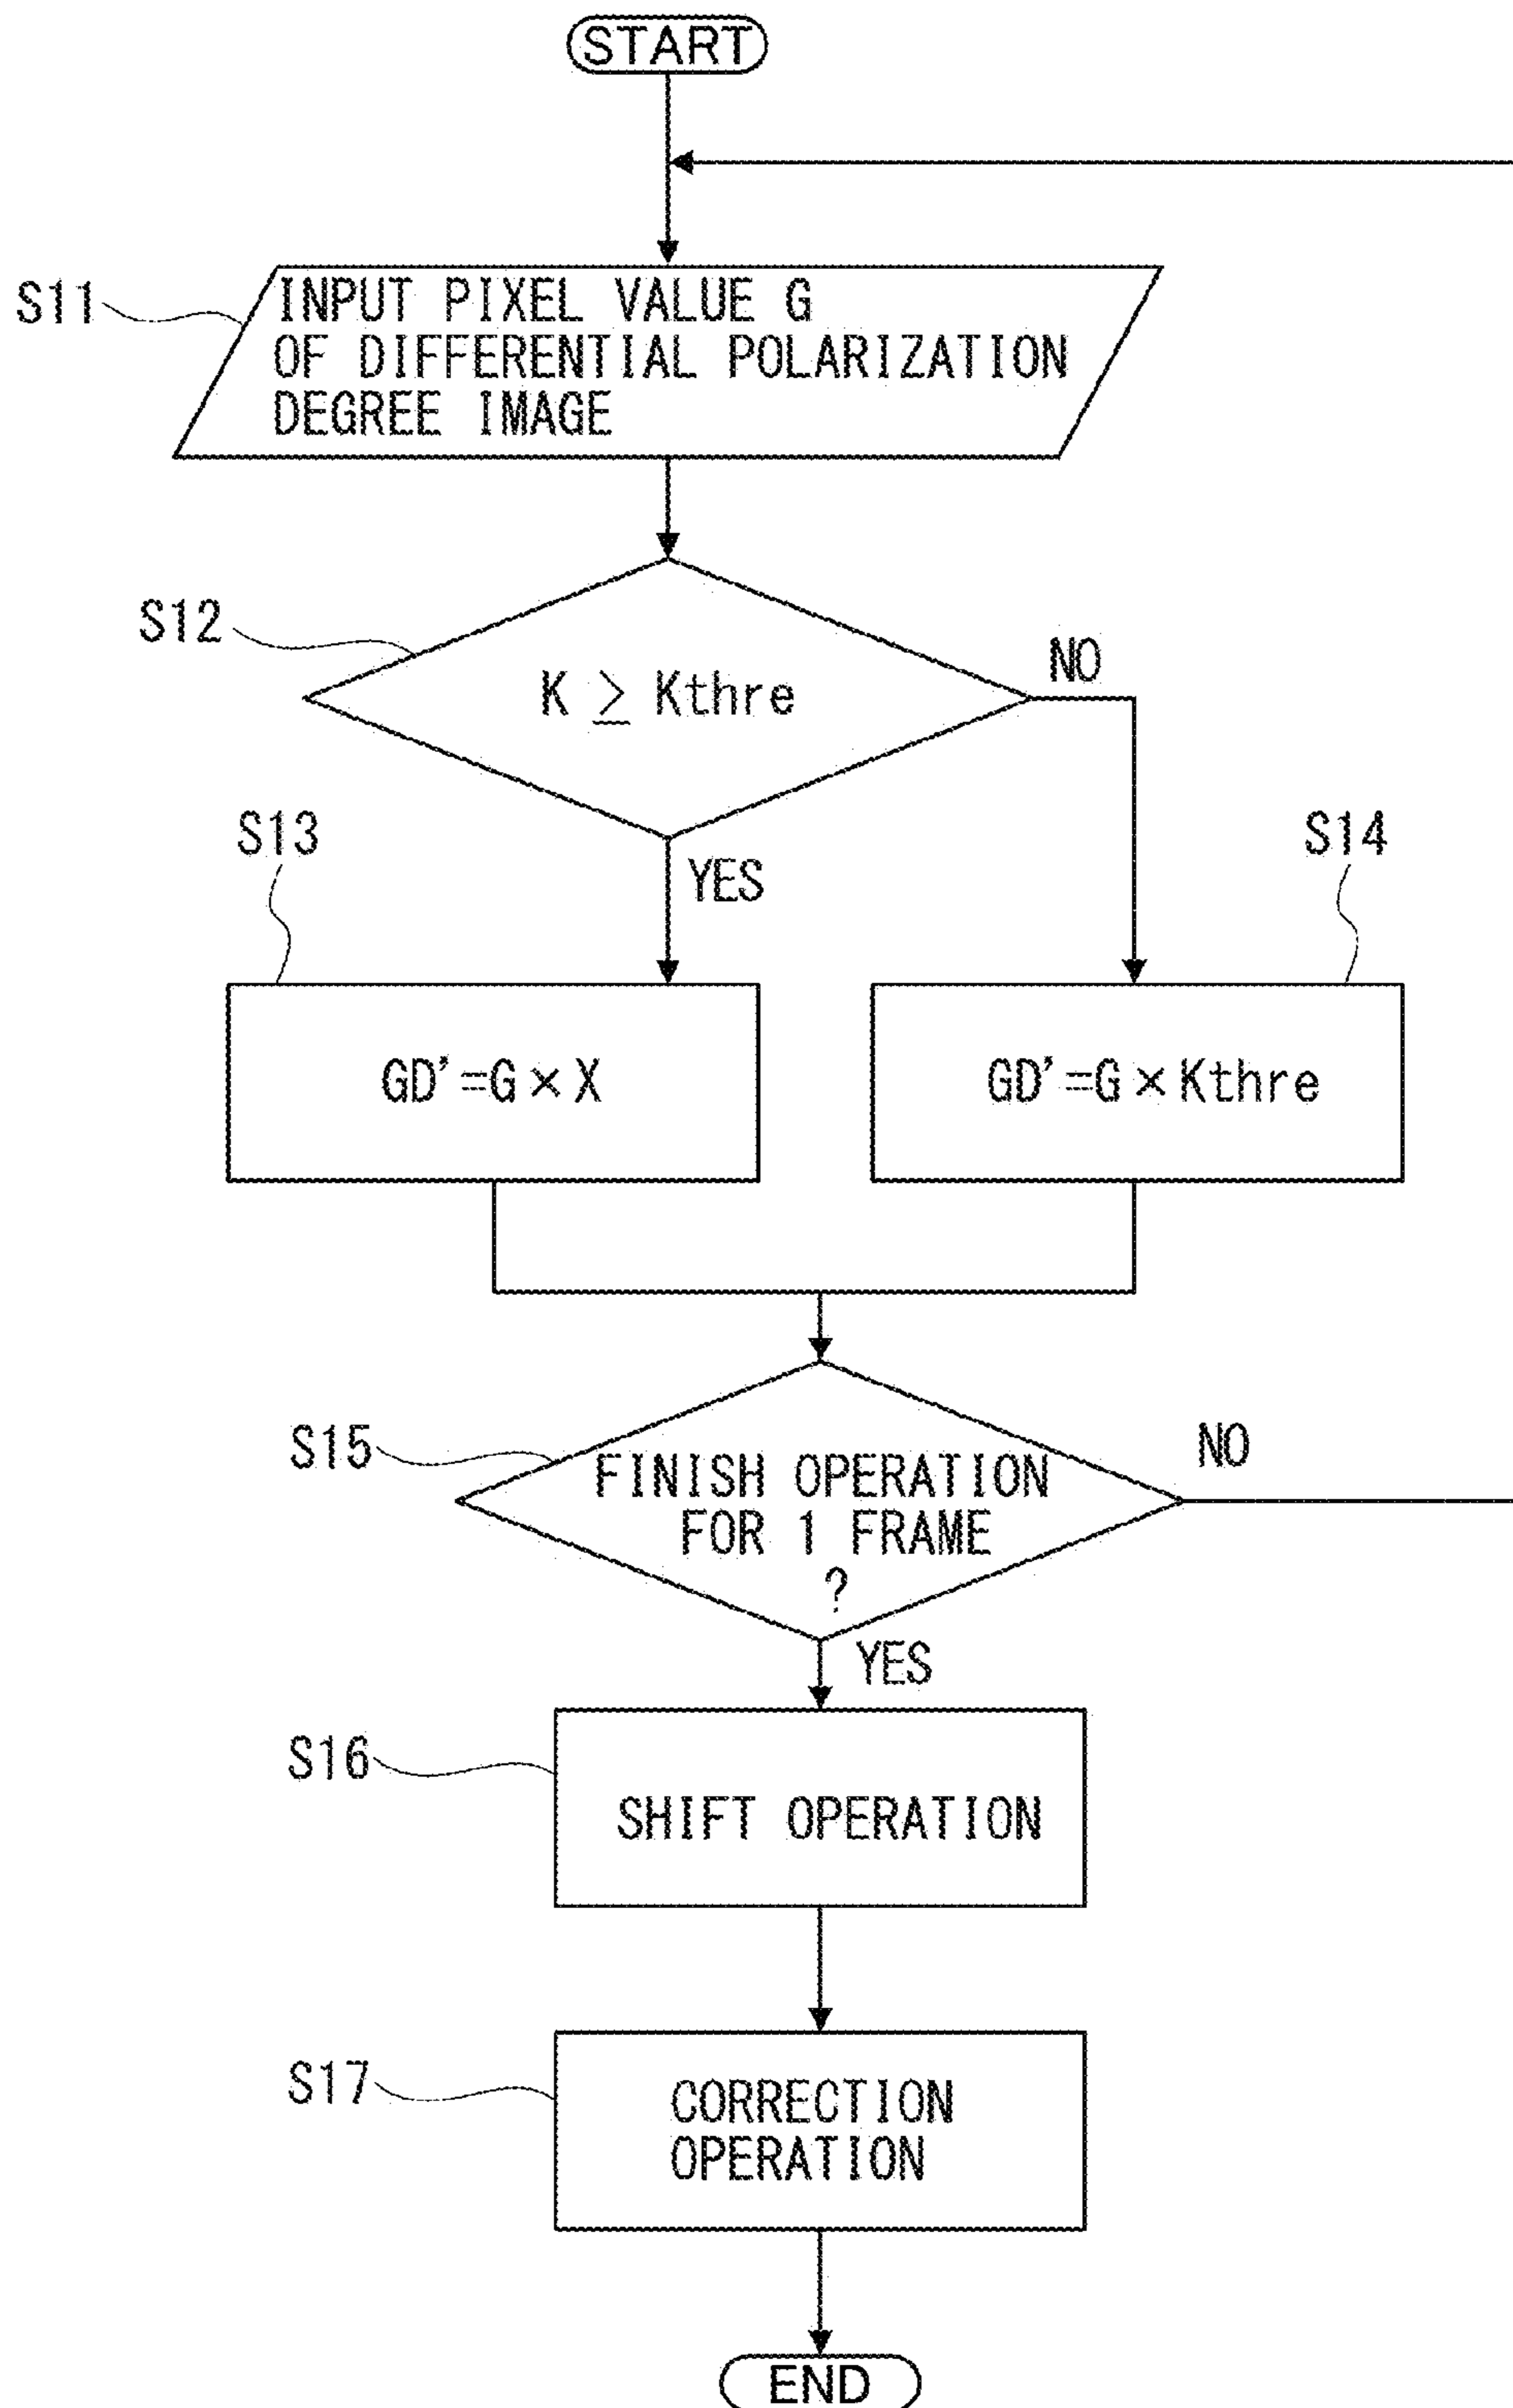 START
S11
INPUT PIXEL VALUE G
OF DIFFERENTIAL POLARIZATION
DEGREE IMAGE
S12
K ≥ Kthre
NO
YES
S13
S14
GD'=G×X
GD'=G×Kthre
S15
FINISH OPERATION
FOR 1 FRAME
?
NO
YES
S16
SHIFT OPERATION
S17
CORRECTION
OPERATION
END